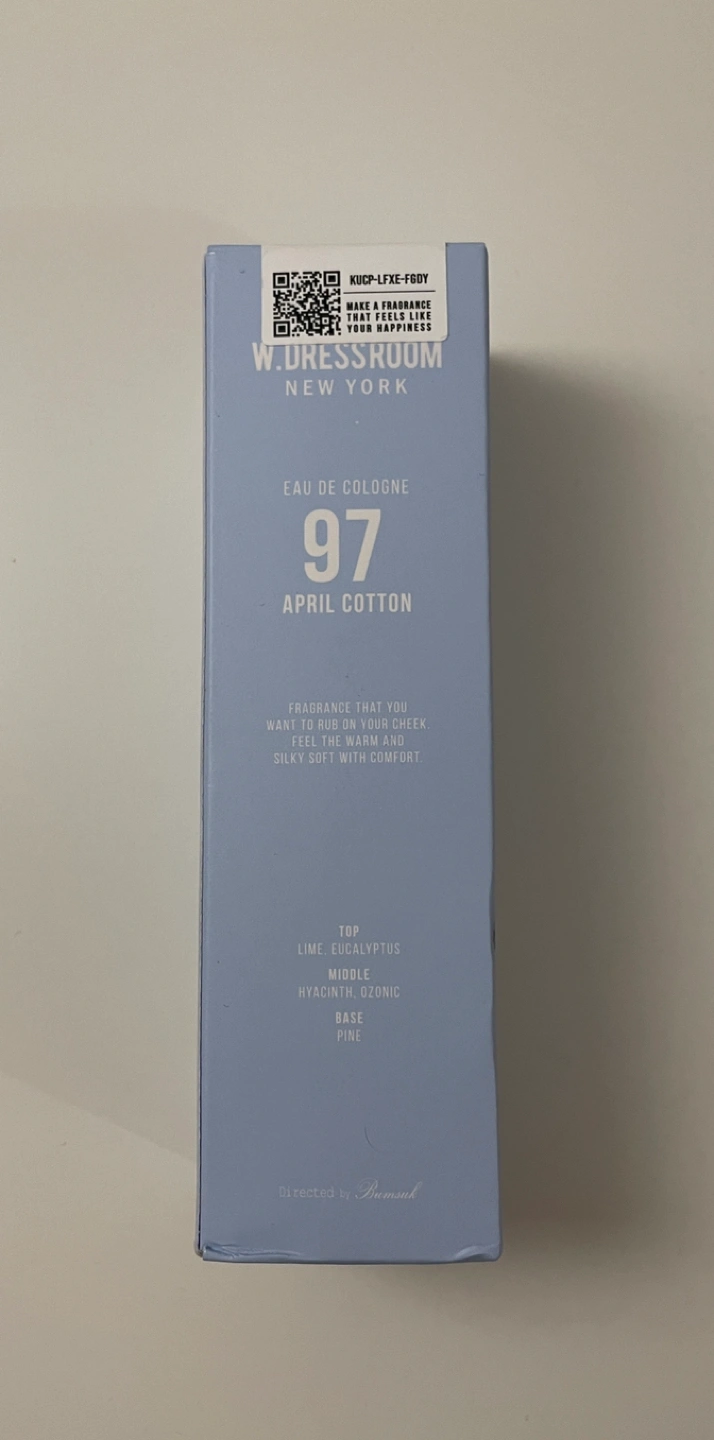 KUCP-LFXE-FGDY
MAKE A FRAGRANCE
THAT FEELS LIKE
YOUR HAPPINESS
W.DRESSROOM
NEW YORK
EAU DE COLOGNE
97
APRIL COTTON
FRAGRANCE THAT YOU
WANT TO RUB ON YOUR CHEEK.
FEEL THE WARM AND
SILKY SOFT WITH COMFORT.
TOP
LIME, EUCALYPTUS
MIDDLE
HYACINTH, OZONIC
BASE
PINE
Directed by Bumsuk